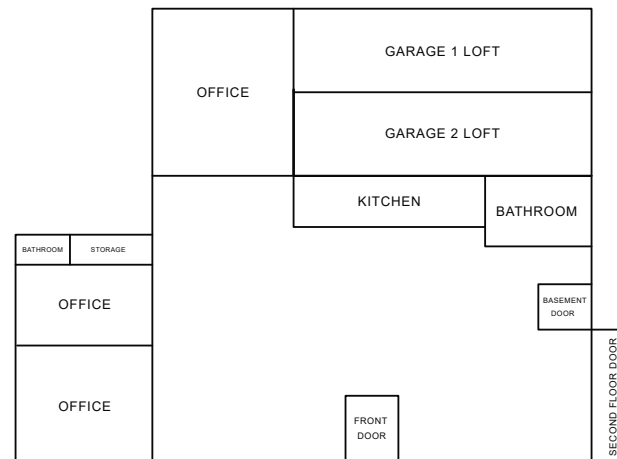 GARAGE 1 LOFT
OFFICE
GARAGE 2 LOFT
KITCHEN
BATHROOM
BATHROOM
STORAGE
OFFICE
BASEMENT
DOOR
SECOND FLOOR DOOR
OFFICE
FRONT
DOOR